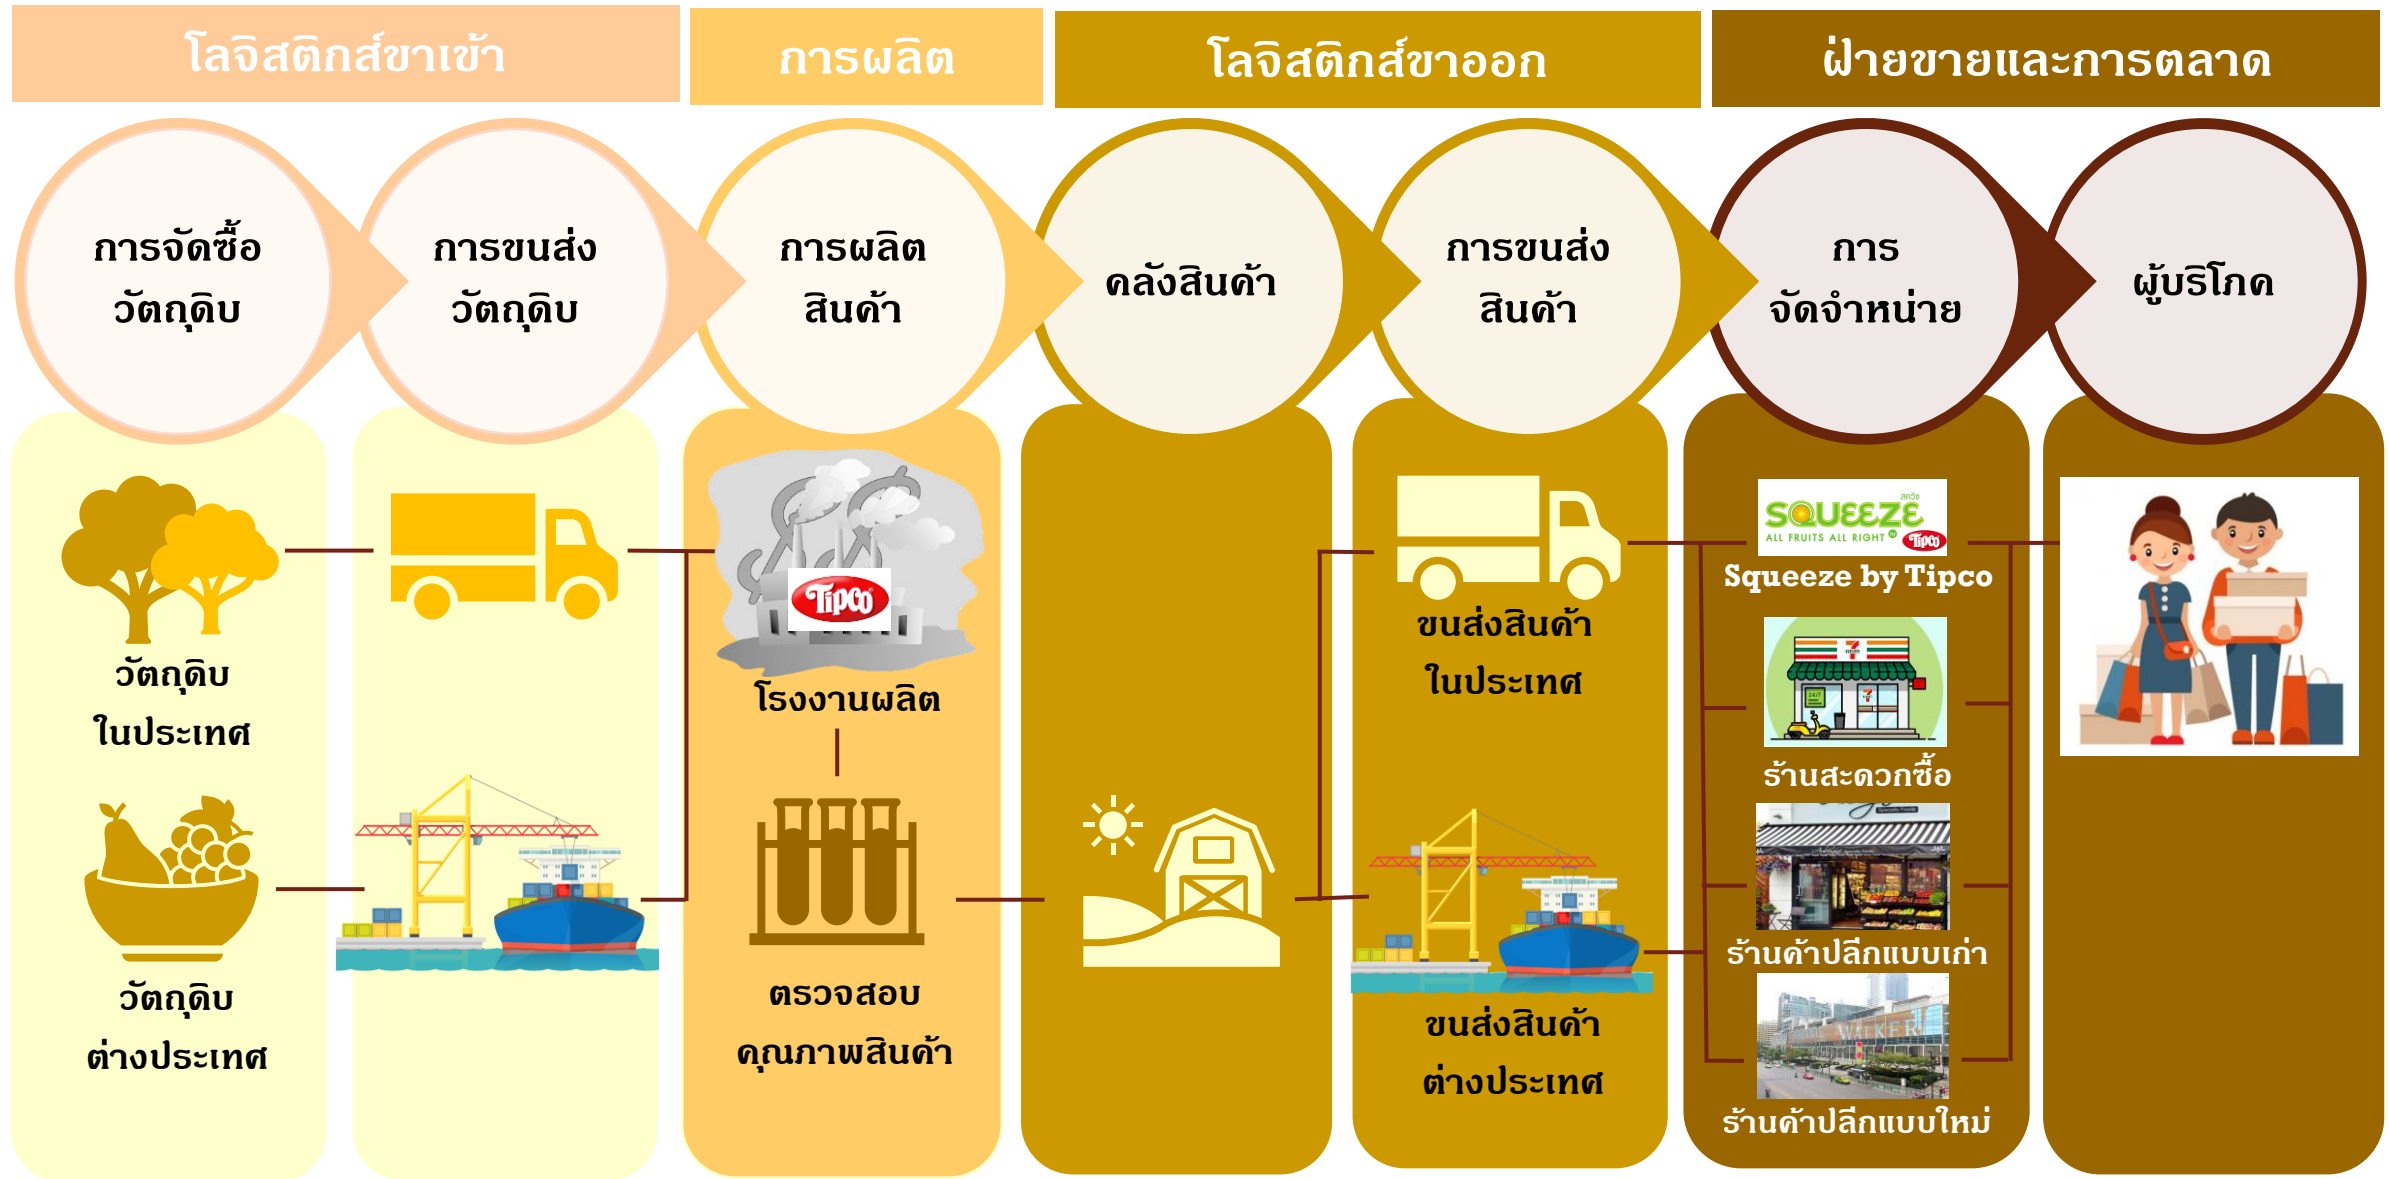 โลจิสติกส์ขาเข้า
การผลิต
โลจิสติกส์ขาออก
ฝ่ายขายและการตลาด
การจัดซื้อ
วัตถุดิบ
การขนส่ง
วัตถุดิบ
การผลิต
สินค้า
คลังสินค้า
การขนส่ง
สินค้า
การ
จัดจำหน่าย
ผู้บริโภค
วัตถุดิบ
ในประเทศ
วัตถุดิบ
ต่างประเทศ
Tipco
โรงงานผลิต
ตรวจสอบ
คุณภาพสินค้า
ขนส่งสินค้า
ในประเทศ
ขนส่งสินค้า
ต่างประเทศ
สควีซ
SQUEEZE
ALL FRUITS ALL RIGHT by Tipco
Squeeze by Tipco
7
24/7
ร้านสะดวกซื้อ
Specialty Foods
ร้านค้าปลีกแบบเก่า
ร้านค้าปลีกแบบใหม่